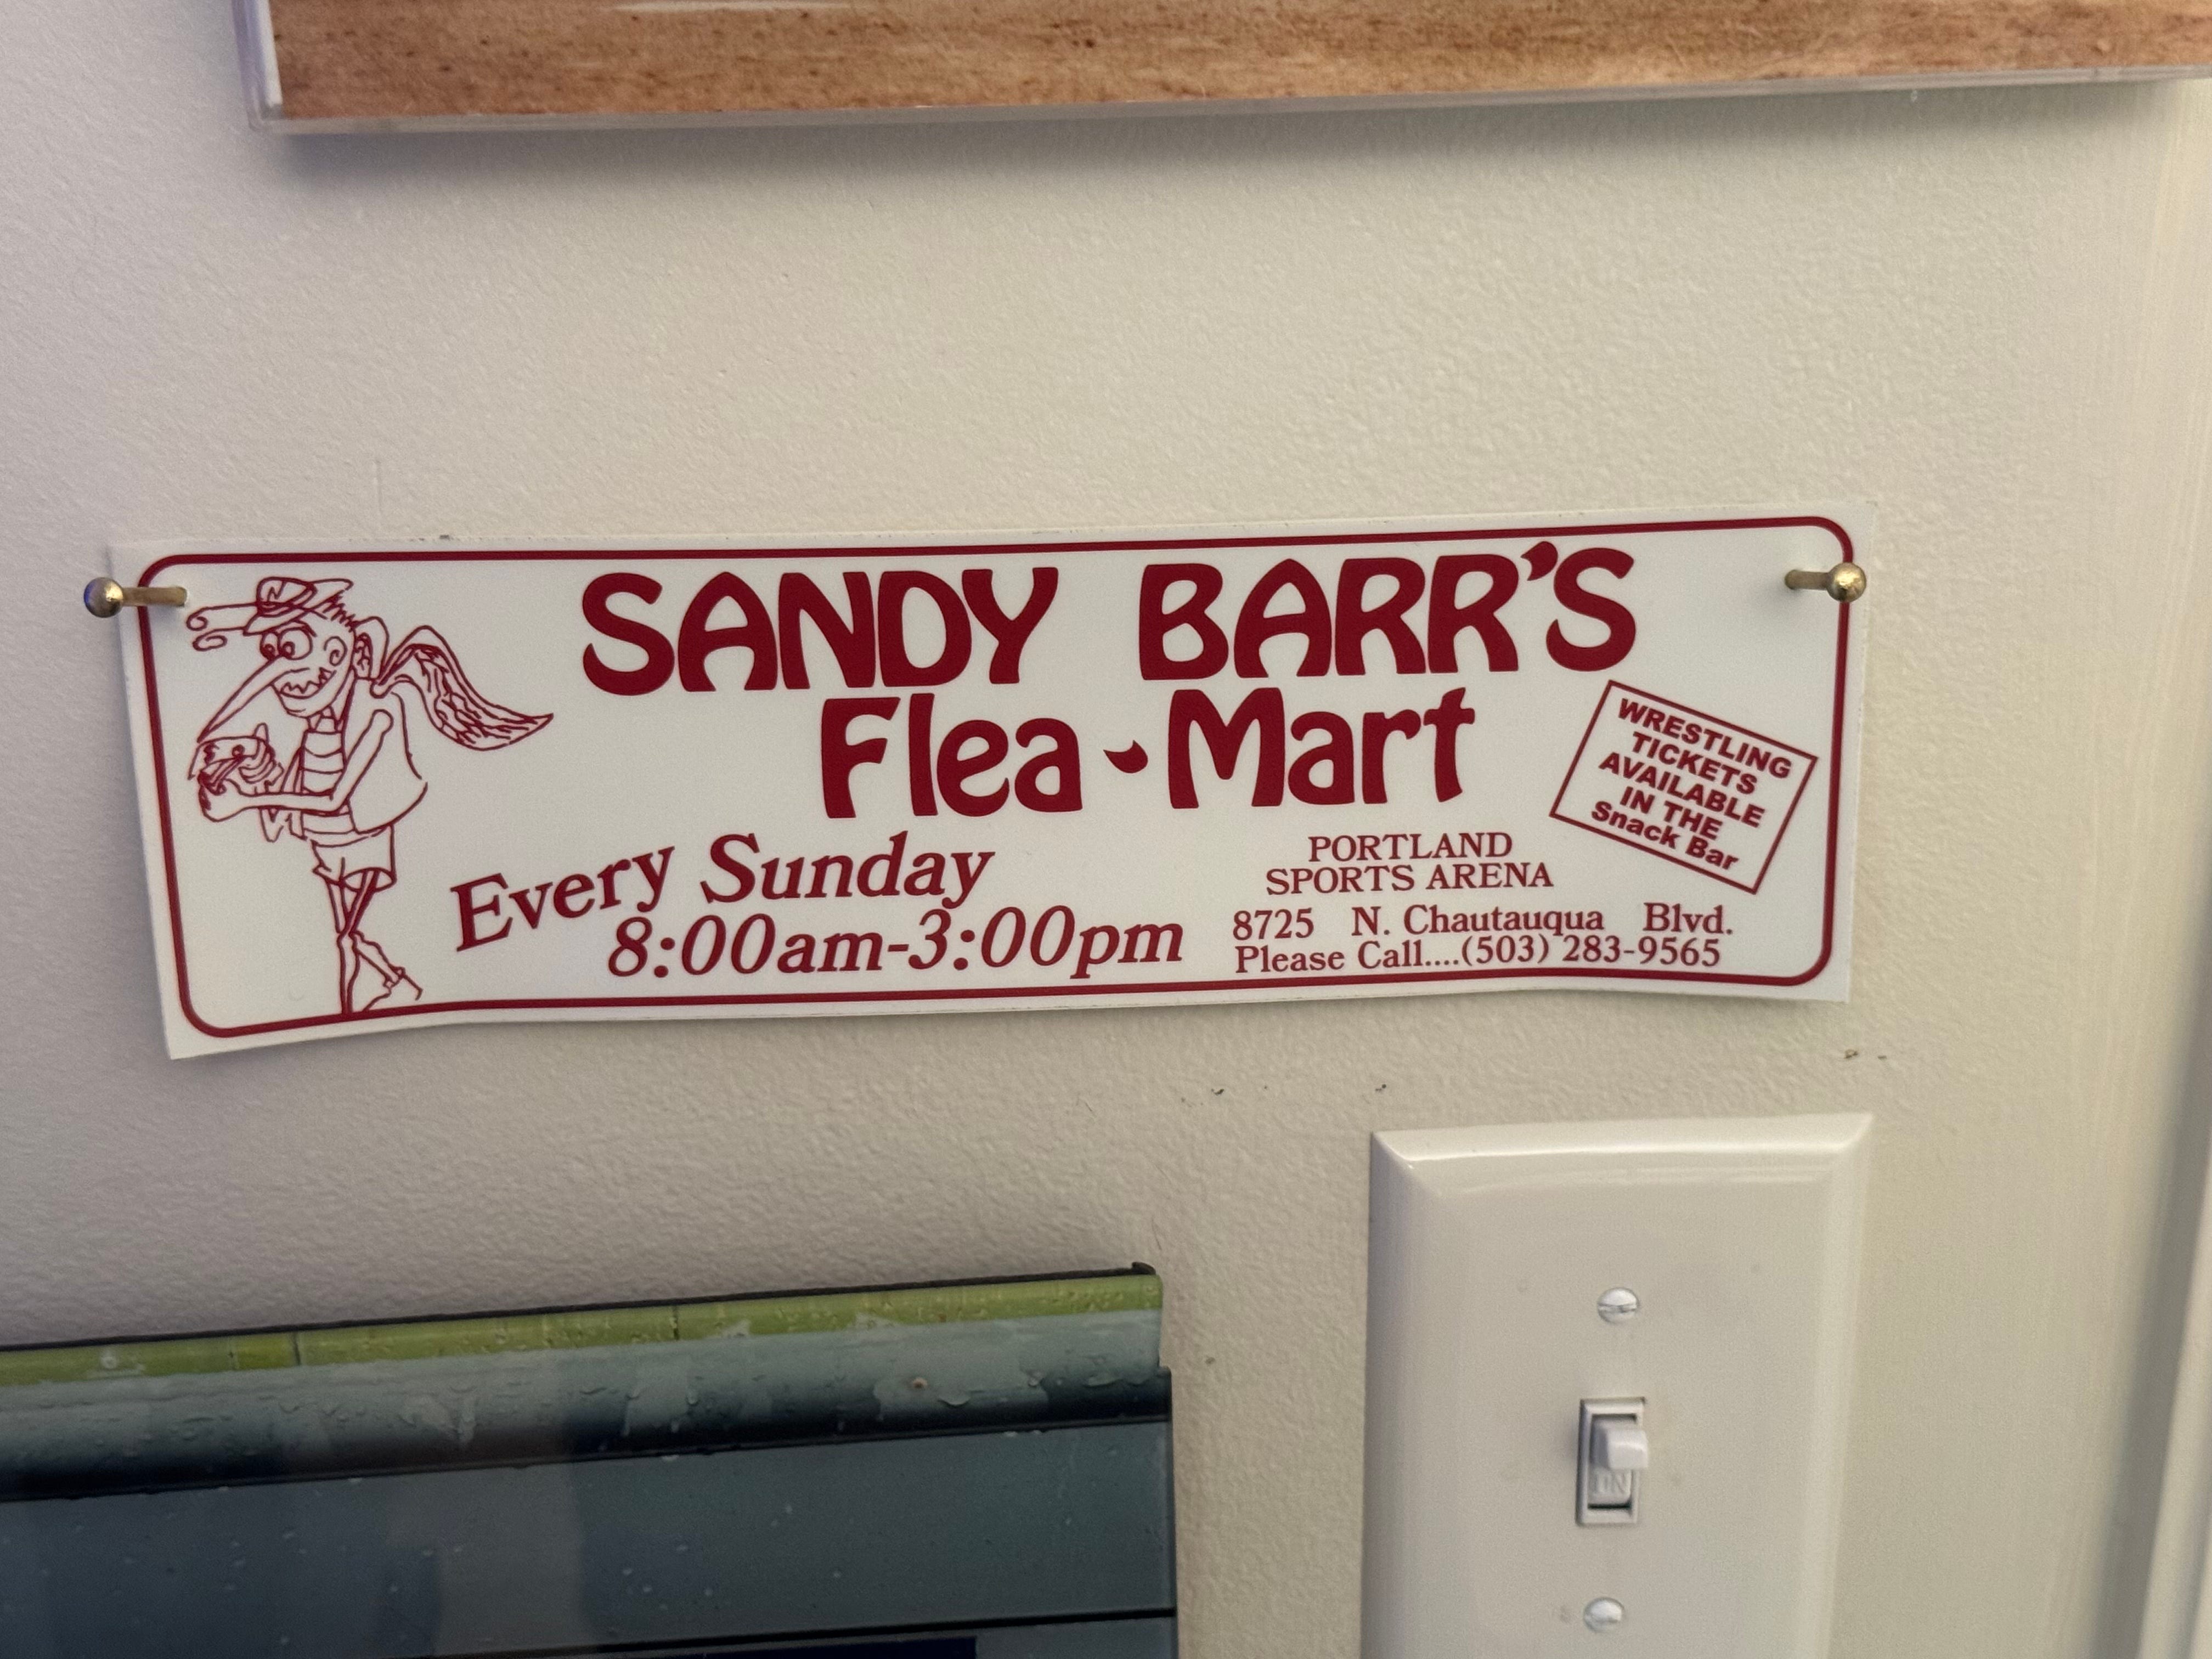 SANDY BARR'S
Flea-Mart
WRESTLING
TICKETS
AVAILABLE
IN THE
Snack Bar
Every Sunday
8:00am-3:00pm
PORTLAND
SPORTS ARENA
8725 N. Chautauqua Blvd.
Please Call....(503) 283-9565
N
$
ON